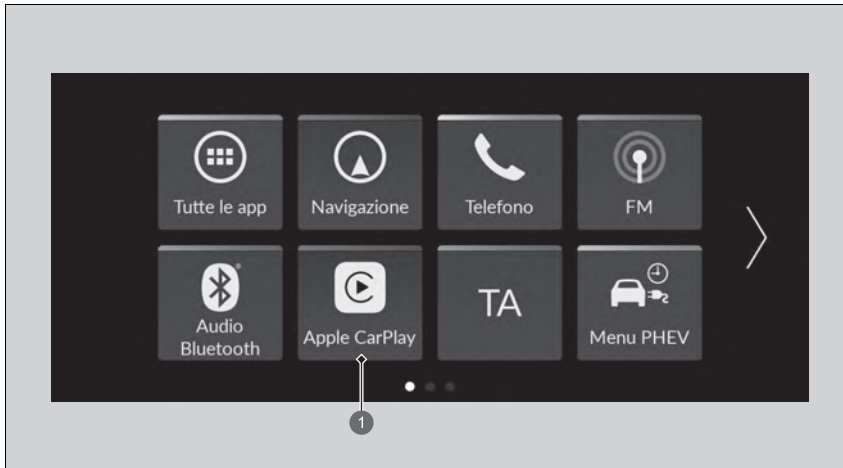 Tutte le app
Navigazione
Telefono
FM
Audio
Bluetooth
Apple CarPlay
TA
Menu PHEV
1